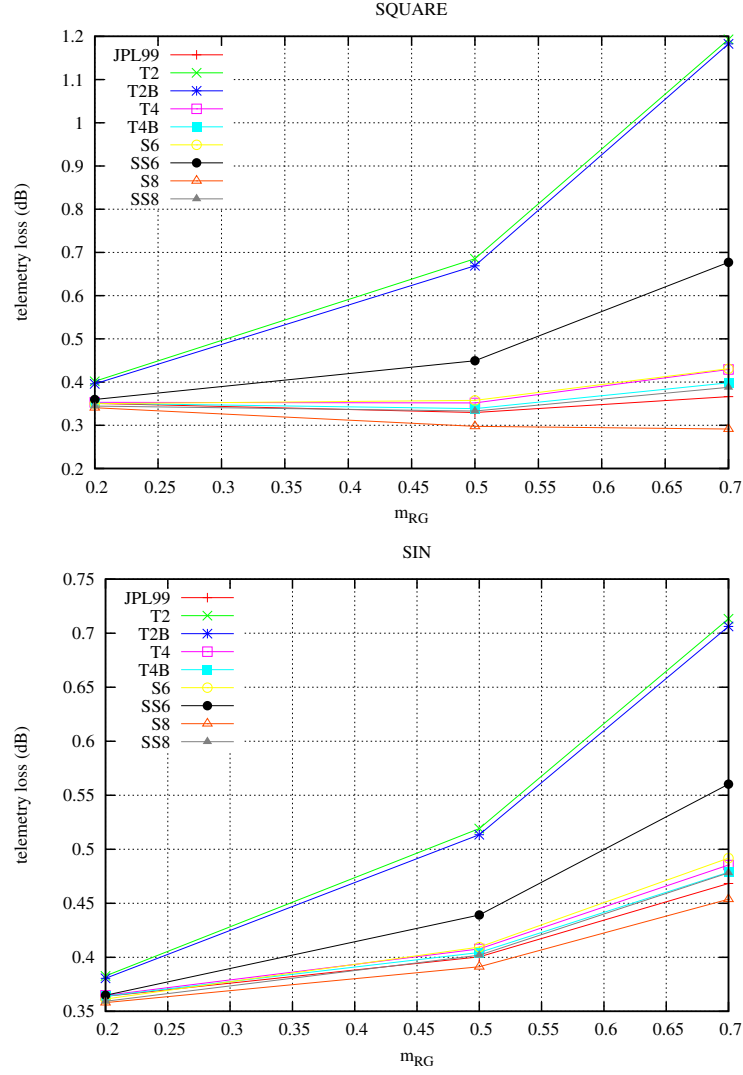 SQUARE
telemetry loss (dB)
1.2
1.1
1
0.9
0.8
0.7
0.6
0.5
0.4
0.3
0.2
JPL99
T2
T2B
T4
T4B
S6
SS6
S8
SS8
0.2 0.25 0.3 0.35 0.4 0.45 0.5 0.55 0.6 0.65 0.7
mRG
SIN
telemetry loss (dB)
0.75
0.7
0.65
0.6
0.55
0.5
0.45
0.4
0.35
JPL99
T2
T2B
T4
T4B
S6
SS6
S8
SS8
0.2 0.25 0.3 0.35 0.4 0.45 0.5 0.55 0.6 0.65 0.7
mRG